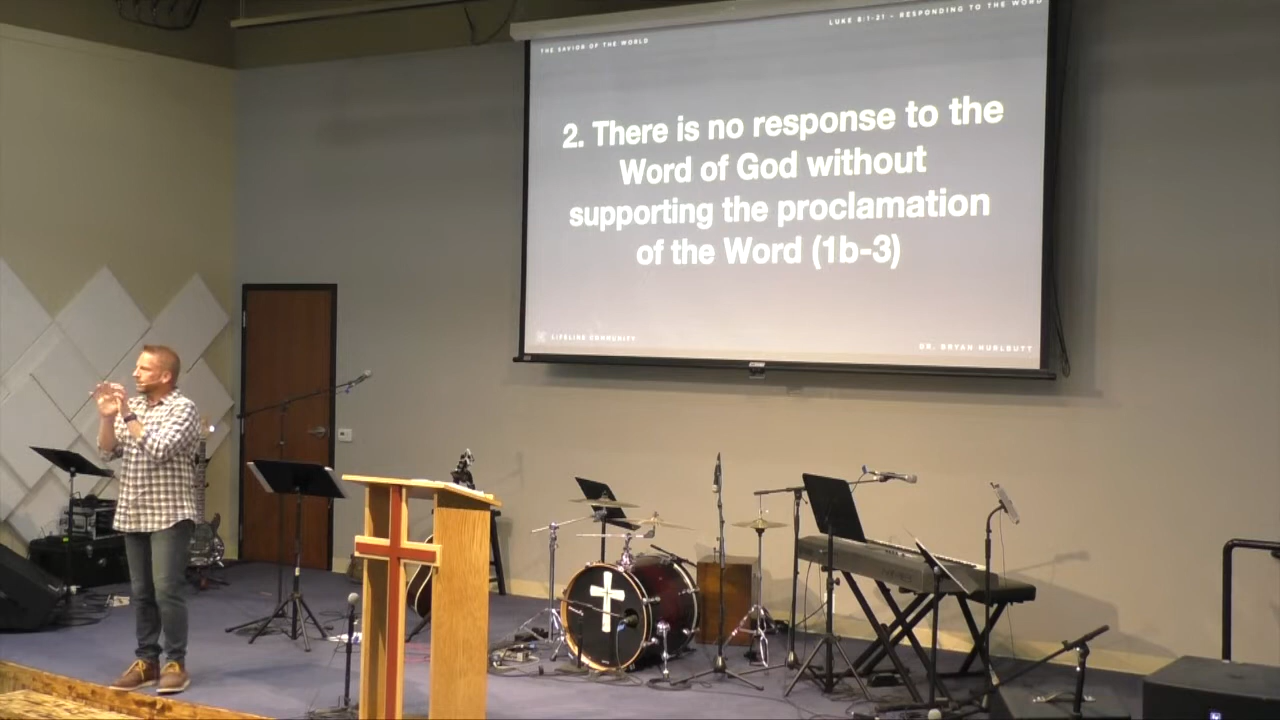 THE SAVIOR OF THE WORLD
LUKE 8:1-21 - RESPONDING TO THE WORD
2. There is no response to the
Word of God without
supporting the proclamation
of the Word (1b-3)
LIFELINE COMMUNITY
DR. BRYAN HURLBUTT